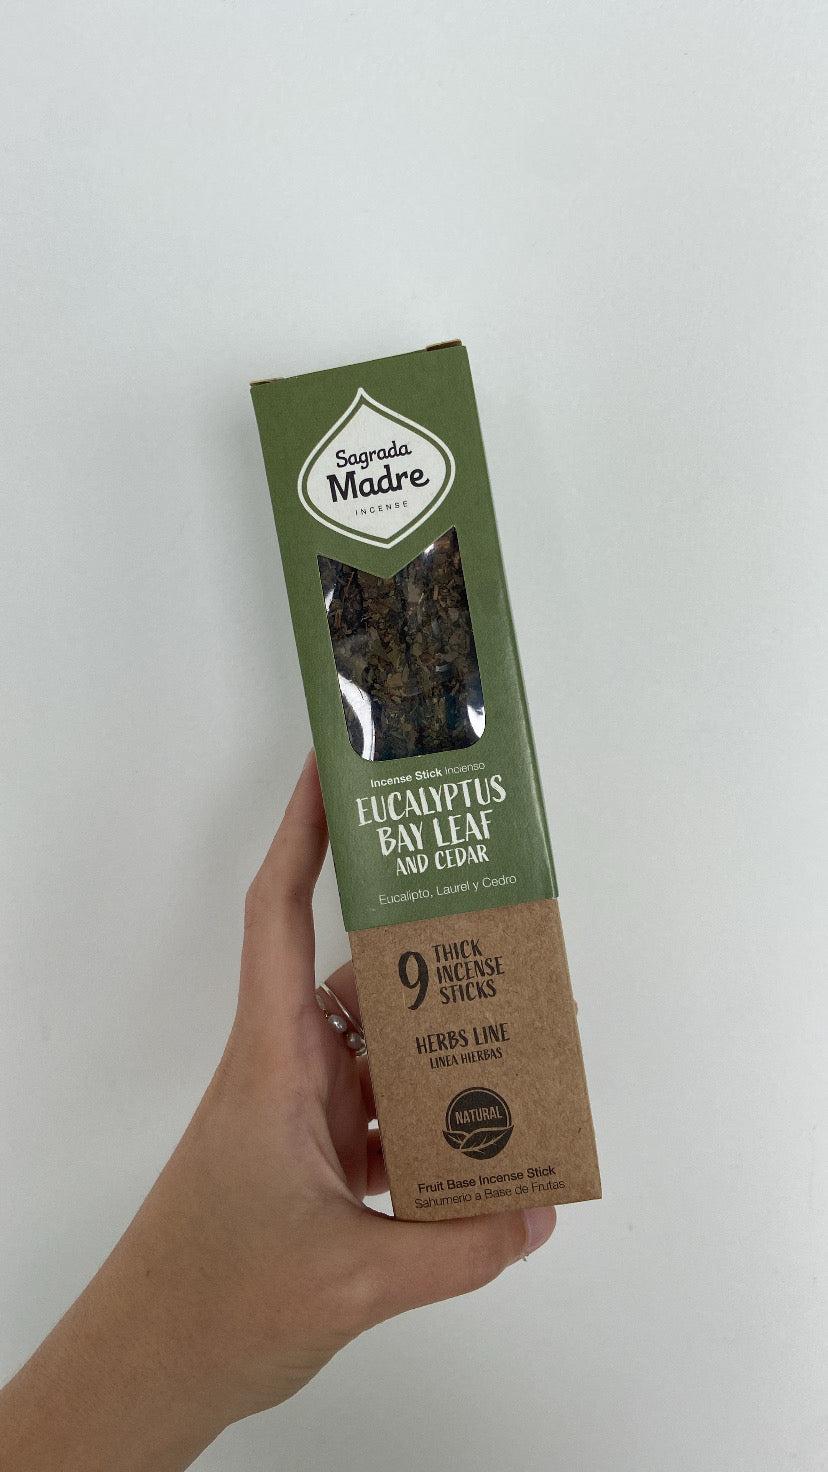 Sagrada
Madre
INCENSE
Incense Stick Incienso
EUCALYPTUS
BAY LEAF
AND CEDAR
Eucalipto, Laurel y Cedro
9 THICK
INCENSE
STICKS
HERBS LINE
LINEA HIERBAS
NATURAL
Fruit Base Incense Stick
Sahumerio a Base de Frutas